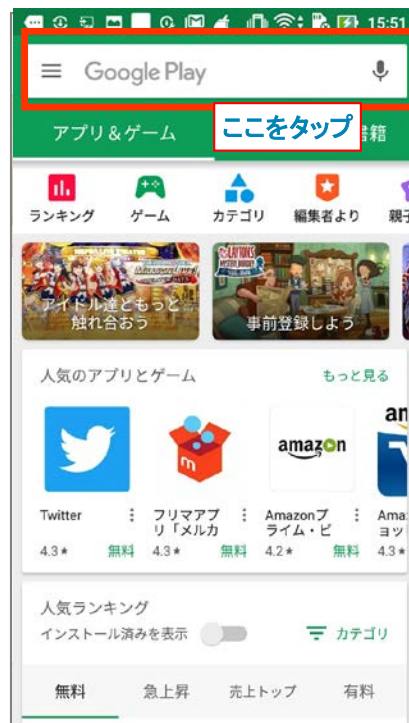 15:51
Google Play
ここをタップ
アプリ&ゲーム
書籍
ランキング
ゲーム
カテゴリ
編集者より
親子
アイドル達ともっと
触れ合おう
LAYTON'S
事前登録しよう
人気のアプリとゲーム
もっと見る
m
amazon
am
Twitter
4.3★
無料
フリマアプ
リ「メルカ
4.3★
無料
Amazonプ
ライム・ビ
4.2★
無料
Ama
ョッ
4.3★
人気ランキング
インストール済みを表示
カテゴリ
無料
急上昇
売上トップ
有料